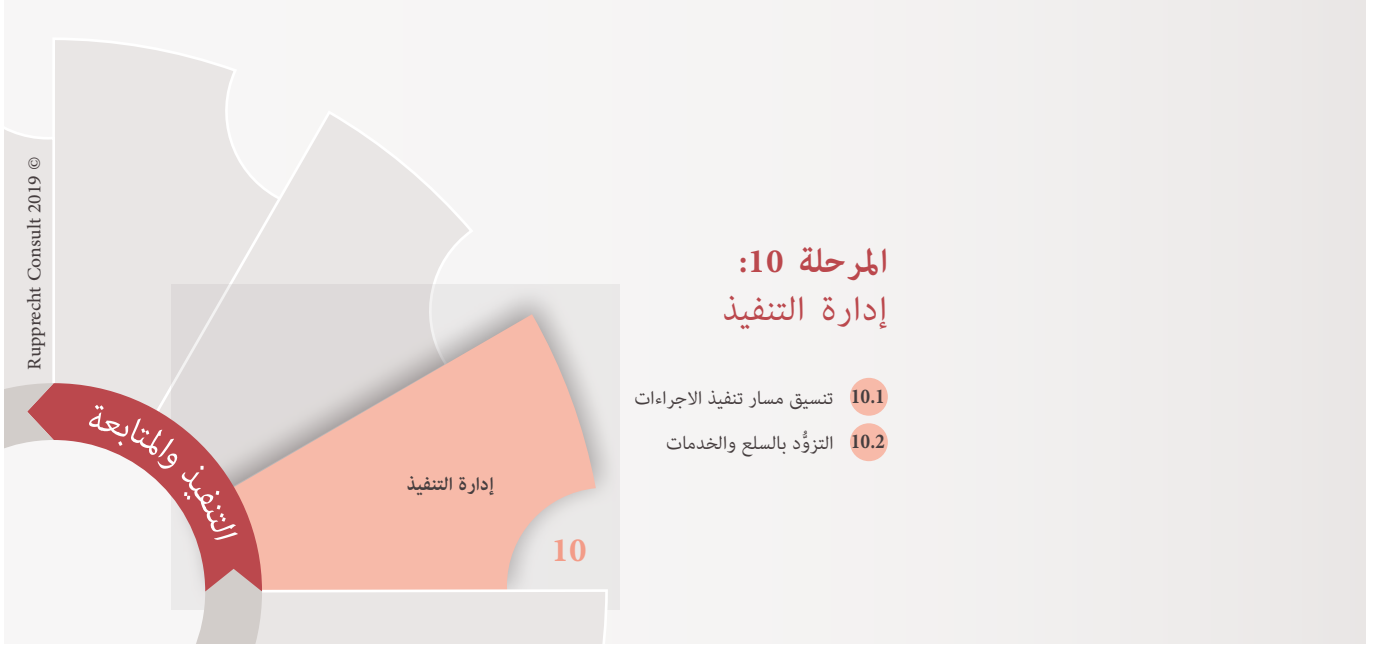 المرحلة 10:
إدارة التنفيذ
10.1 تنسيق مسار تنفيذ الاجراءات
10.2 التزوُّد بالسلع والخدمات
إدارة التنفيذ
10
التنفيذ والمتابعة
Rupprecht Consult 2019 ©